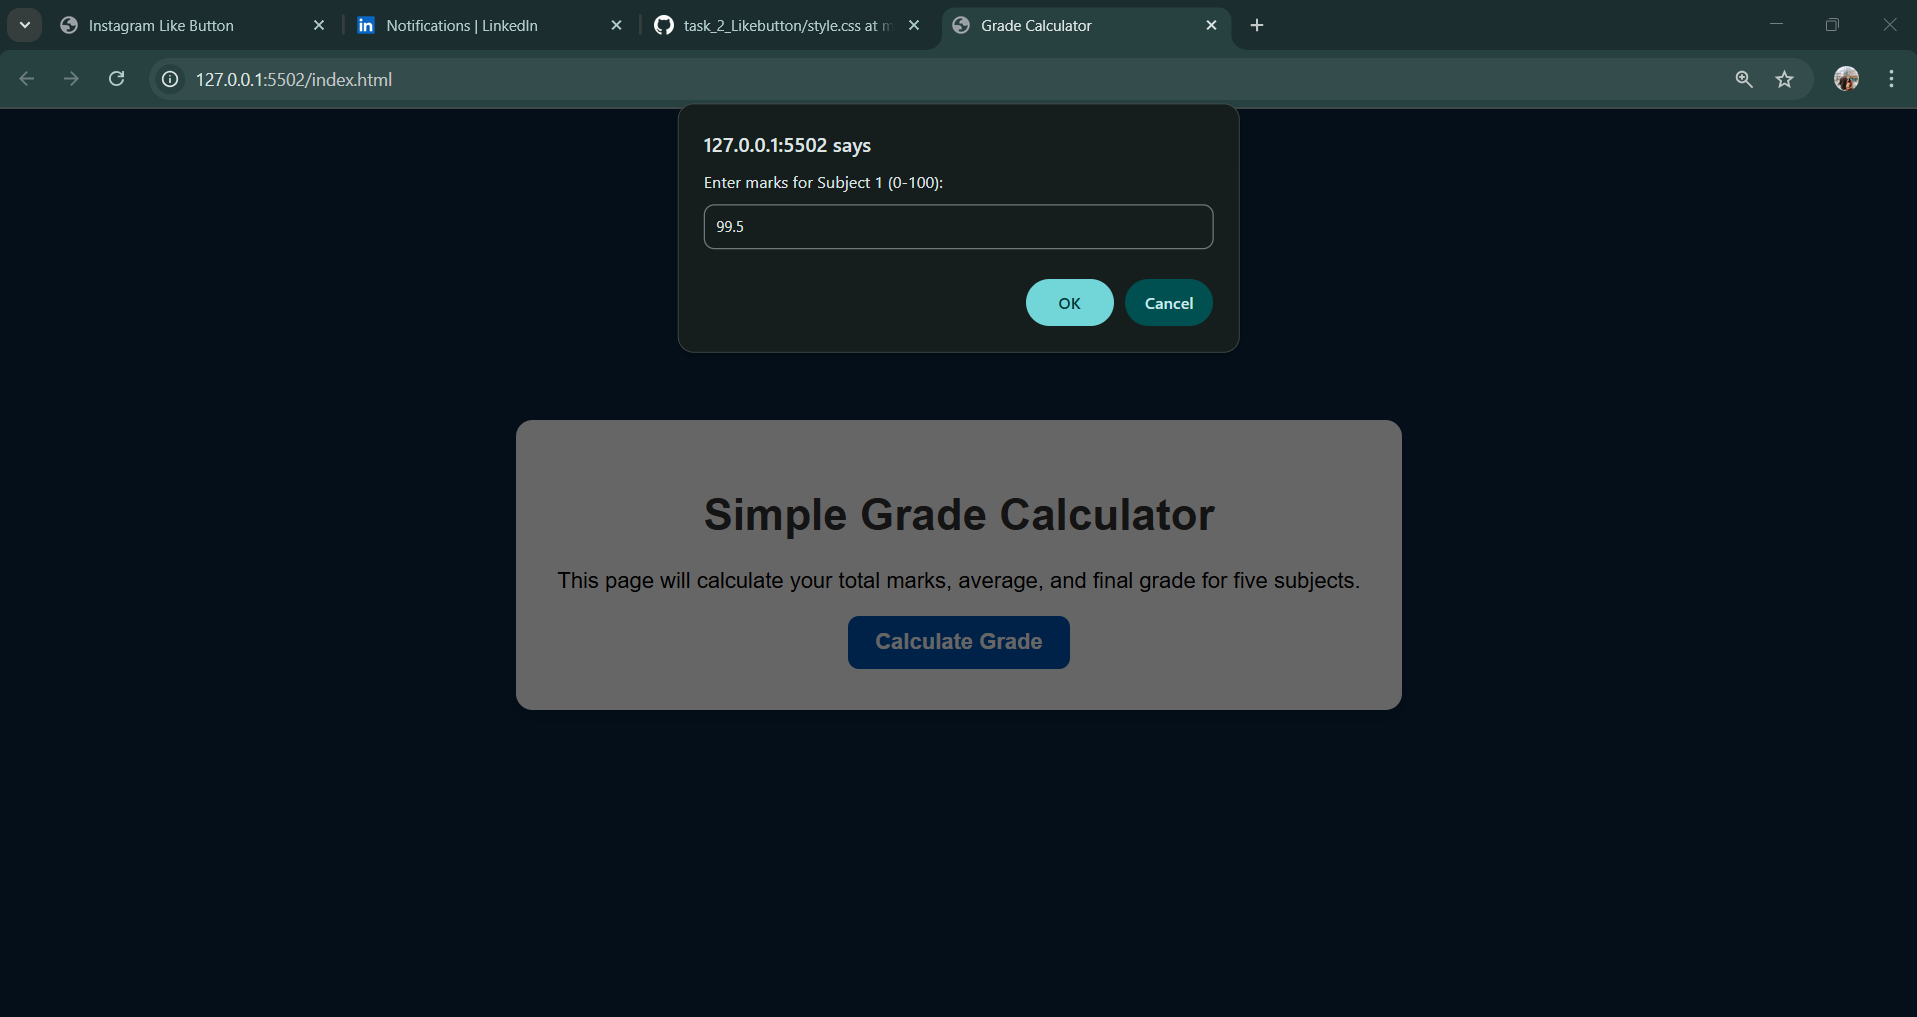 Instagram Like Button
Notifications | LinkedIn
task_2_Likebutton/style.css at m
Grade Calculator
127.0.0.1:5502/index.html
127.0.0.1:5502 says
Enter marks for Subject 1 (0-100):
99.5
OK
Cancel
Simple Grade Calculator
This page will calculate your total marks, average, and final grade for five subjects.
Calculate Grade